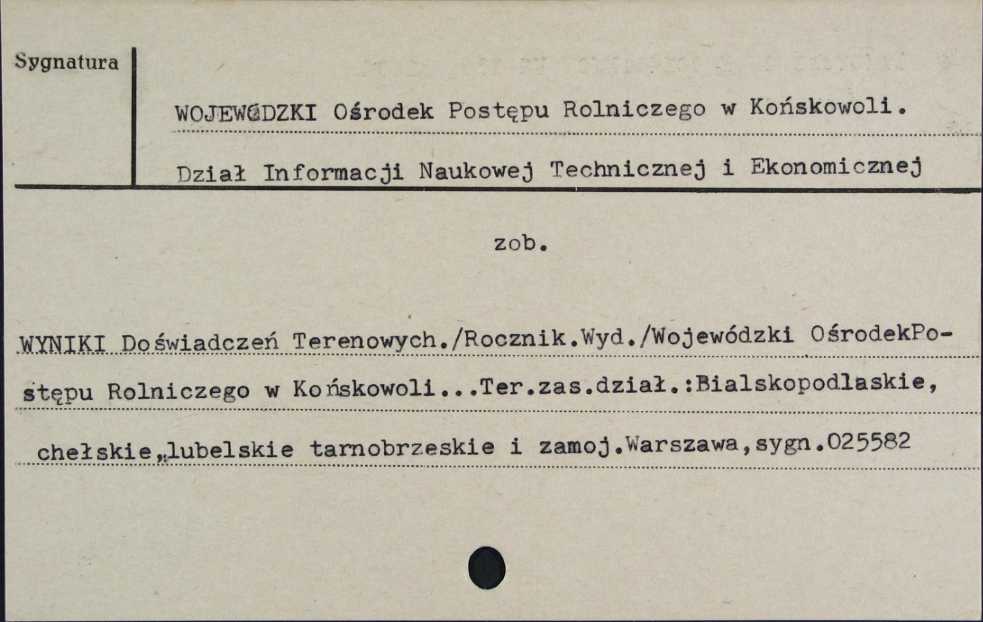 Sygnatura
WOJEWÓDZKI Ośrodek Postępu Rolniczego w Końskowoli.
Dział Informacji Naukowej Technicznej i Ekonomicznej
zob.
WYNIKI Doświadczeń Terenowych./Rocznik.Wyd./Wojewódzki OśrodekPo-
stępu Rolniczego w Końskowoli...Ter.zas.dział.:Bialskopodlaskie,
chełskie,,lubelskie tarnobrzeskie i zamoj.Warszawa,sygn.025582